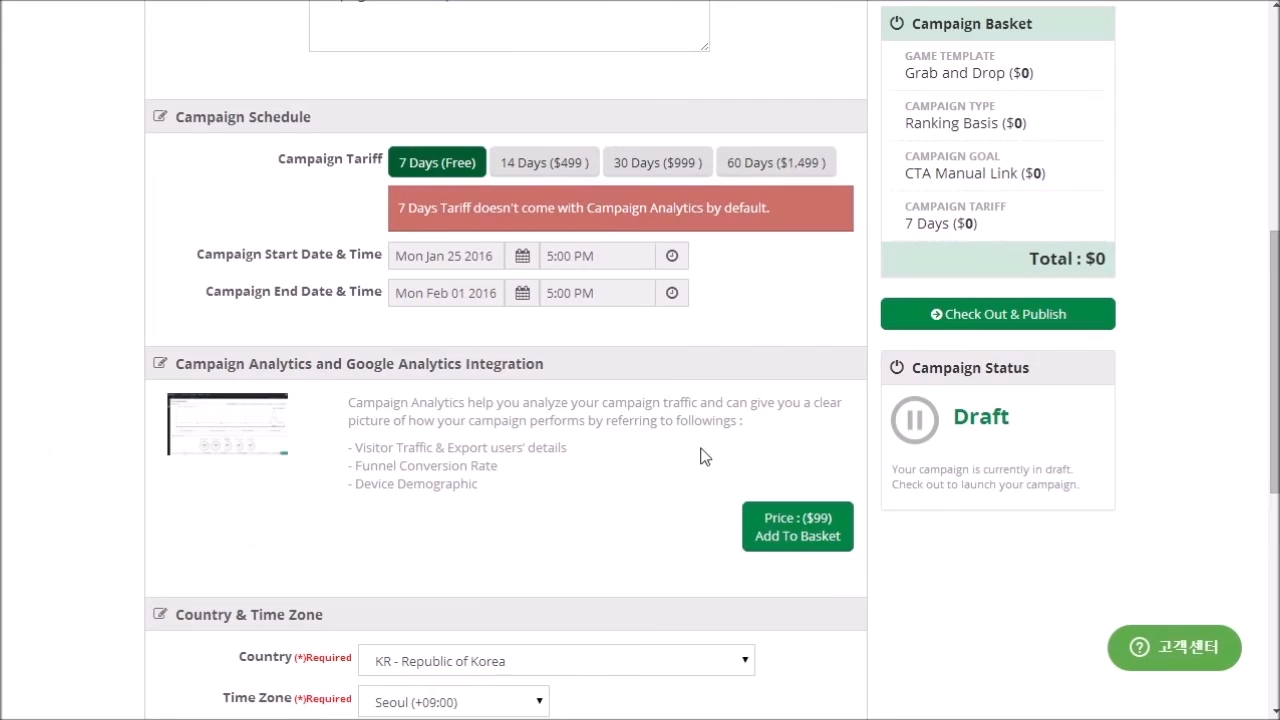 Campaign Schedule
Campaign Tariff
7 Days (Free)
14 Days ($499 )
30 Days ($999 )
60 Days ($1,499 )
7 Days Tariff doesn't come with Campaign Analytics by default.
Campaign Start Date & Time
Mon Jan 25 2016
5:00 PM
Campaign End Date & Time
Mon Feb 01 2016
5:00 PM
Campaign Analytics and Google Analytics Integration
Campaign Analytics help you analyze your campaign traffic and can give you a clear
picture of how your campaign performs by referring to followings :
- Visitor Traffic & Export users' details
- Funnel Conversion Rate
- Device Demographic
Price : ($99)
Add To Basket
Country & Time Zone
Country (*)Required
KR - Republic of Korea
Time Zone (*)Required
Seoul (+09:00)
Campaign Basket
GAME TEMPLATE
Grab and Drop ($0)
CAMPAIGN TYPE
Ranking Basis ($0)
CAMPAIGN GOAL
CTA Manual Link ($0)
CAMPAIGN TARIFF
7 Days ($0)
Total : $0
Check Out & Publish
Campaign Status
Draft
Your campaign is currently in draft.
Check out to launch your campaign.
고객센터